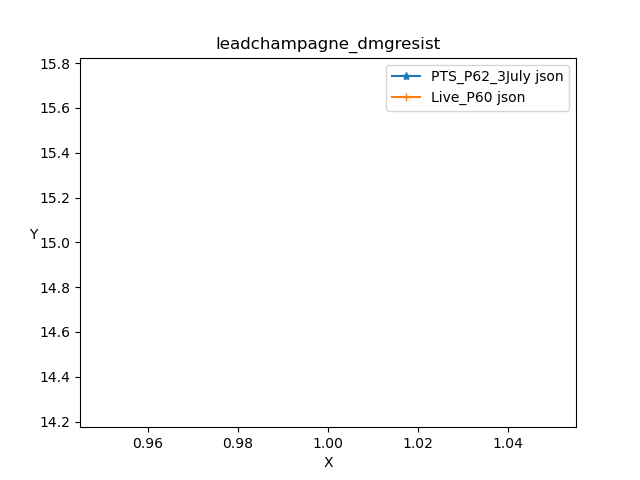 leadchampagne_dmgresist
PTS_P62_3July json
Live_P60 json
15.8
15.6
15.4
15.2
15.0
14.8
14.6
14.4
14.2
Y
0.96 0.98 1.00 1.02 1.04
X